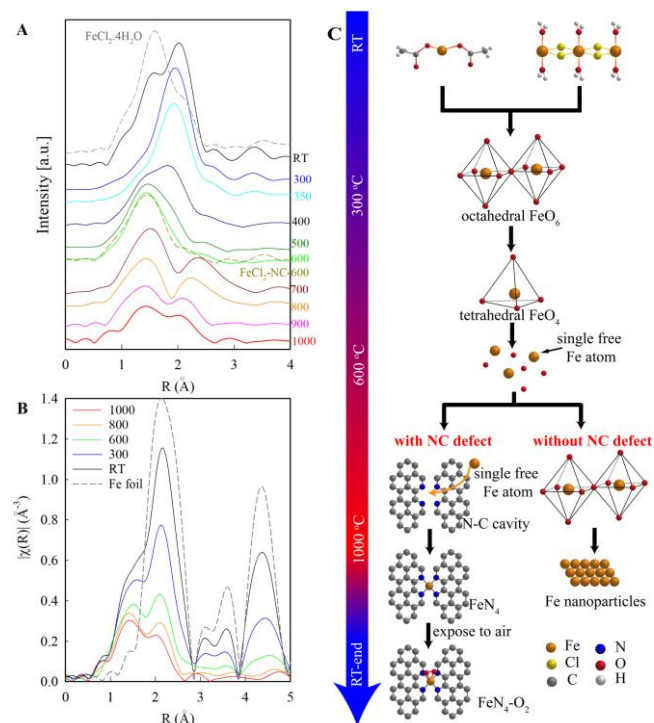 A
FeCl₂.4H₂O
Intensity [a.u.]
RT
300
350
400
500
600
FeCl₂-NC-600
700
800
900
1000
0 1 2 3 4
R (Å)
B
1000
800
600
300
RT
Fe foil
|χ(R)| (Å⁻³)
1.4
1.2
1.0
0.8
0.6
0.4
0.2
0.0
0 1 2 3 4 5
R (Å)
C
RT
300 °C
600 °C
1000 °C
RT-end
octahedral FeO₆
tetrahedral FeO₄
single free
Fe atom
with NC defect
without NC defect
single free
Fe atom
N-C cavity
FeN₄
expose to air
FeN₄-O₂
Fe nanoparticles
Fe
N
Cl
O
C
H